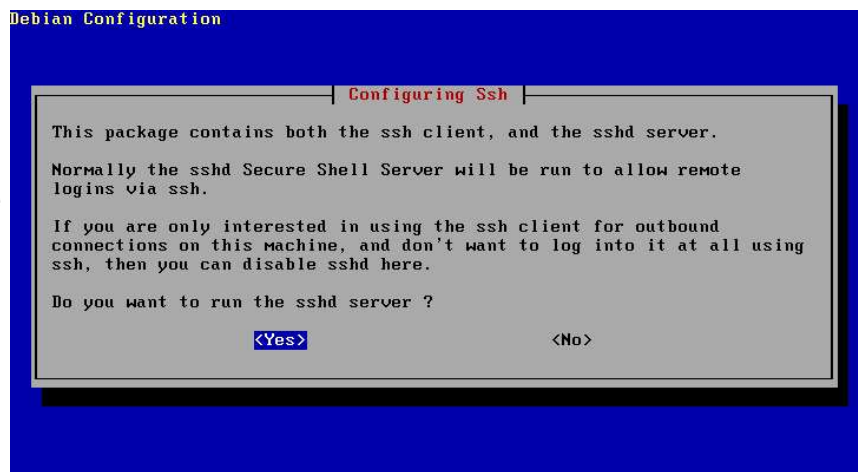 Debian Configuration
Configuring Ssh
This package contains both the ssh client, and the sshd server.
Normally the sshd Secure Shell Server will be run to allow remote
logins via ssh.
If you are only interested in using the ssh client for outbound
connections on this machine, and don't want to log into it at all using
ssh, then you can disable sshd here.
Do you want to run the sshd server ?
<Yes> <No>